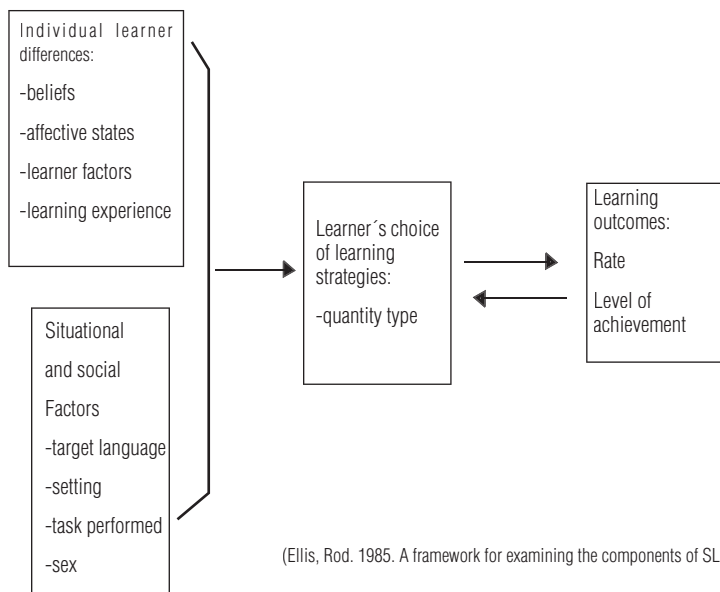 Individual learner
differences:
-beliefs
-affective states
-learner factors
-learning experience
Situational
and social
Factors
-target language
-setting
-task performed
-sex
Learner´s choice
of learning
strategies:
-quantity type
Learning
outcomes:
Rate
Level of
achievement
(Ellis, Rod. 1985. A framework for examining the components of SL